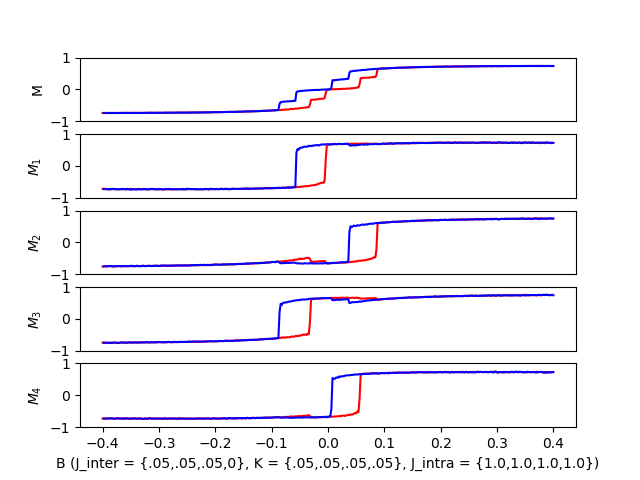 M
1
0
−1
M₁
1
0
−1
M₂
1
0
−1
M₃
1
0
−1
M₄
1
0
−1
−0.4 −0.3 −0.2 −0.1 0.0 0.1 0.2 0.3 0.4
B (J_inter = {.05,.05,.05,0}, K = {.05,.05,.05,.05}, J_intra = {1.0,1.0,1.0,1.0})